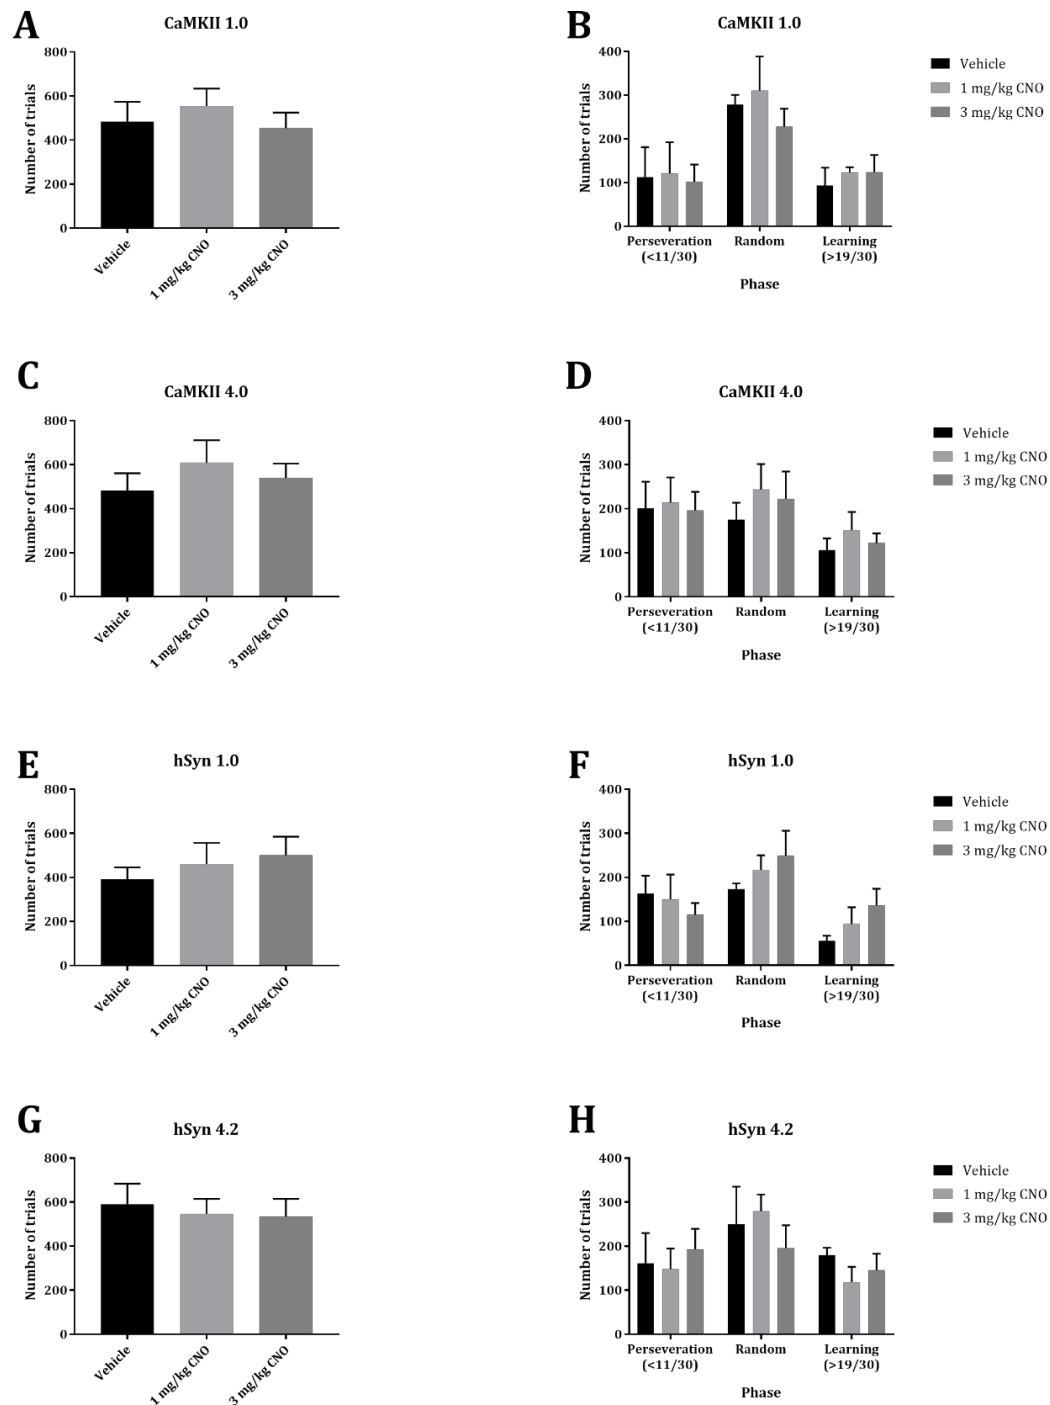 A
CaMKII 1.0
Number of trials
800
600
400
200
0
Vehicle
1 mg/kg CNO
3 mg/kg CNO
B
CaMKII 1.0
Number of trials
400
300
200
100
0
Perseveration
(<11/30)
Random
Learning
(>19/30)
Phase
Vehicle
1 mg/kg CNO
3 mg/kg CNO
C
CaMKII 4.0
Number of trials
800
600
400
200
0
Vehicle
1 mg/kg CNO
3 mg/kg CNO
D
CaMKII 4.0
Number of trials
400
300
200
100
0
Perseveration
(<11/30)
Random
Learning
(>19/30)
Phase
Vehicle
1 mg/kg CNO
3 mg/kg CNO
E
hSyn 1.0
Number of trials
800
600
400
200
0
Vehicle
1 mg/kg CNO
3 mg/kg CNO
F
hSyn 1.0
Number of trials
400
300
200
100
0
Perseveration
(<11/30)
Random
Learning
(>19/30)
Phase
Vehicle
1 mg/kg CNO
3 mg/kg CNO
G
hSyn 4.2
Number of trials
800
600
400
200
0
Vehicle
1 mg/kg CNO
3 mg/kg CNO
H
hSyn 4.2
Number of trials
400
300
200
100
0
Perseveration
(<11/30)
Random
Learning
(>19/30)
Phase
Vehicle
1 mg/kg CNO
3 mg/kg CNO